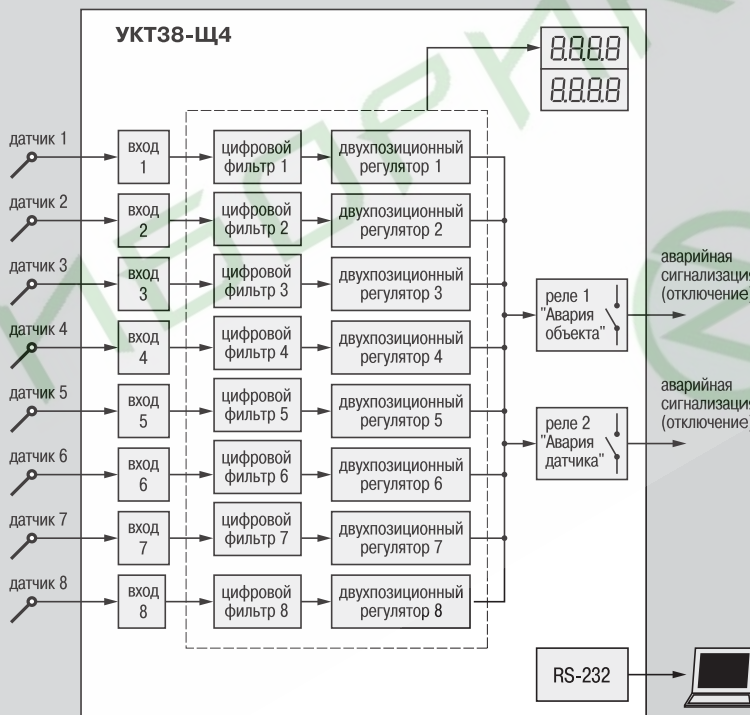 УКТ38-Щ4
8.8.8.8
8.8.8.8
датчик 1
вход
1
цифровой
фильтр 1
двухпозиционный
регулятор 1
датчик 2
вход
2
цифровой
фильтр 2
двухпозиционный
регулятор 2
датчик 3
вход
3
цифровой
фильтр 3
двухпозиционный
регулятор 3
датчик 4
вход
4
цифровой
фильтр 4
двухпозиционный
регулятор 4
датчик 5
вход
5
цифровой
фильтр 5
двухпозиционный
регулятор 5
датчик 6
вход
6
цифровой
фильтр 6
двухпозиционный
регулятор 6
датчик 7
вход
7
цифровой
фильтр 7
двухпозиционный
регулятор 7
датчик 8
вход
8
цифровой
фильтр 8
двухпозиционный
регулятор 8
реле 1
"Авария
объекта"
аварийная
сигнализация
(отключение)
реле 2
"Авария
датчика"
аварийная
сигнализация
(отключение)
RS-232